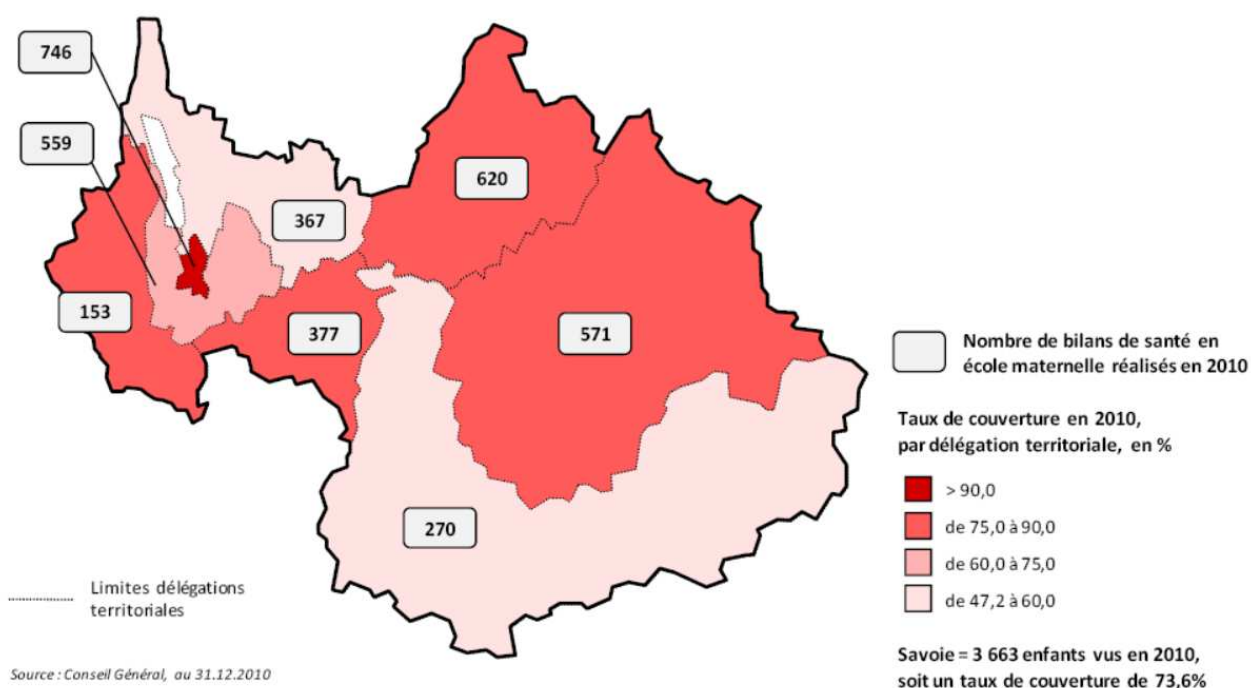 746
559
620
367
153
377
571
270
Nombre de bilans de santé en
école maternelle réalisés en 2010
Taux de couverture en 2010,
par délégation territoriale, en %
> 90,0
de 75,0 à 90,0
de 60,0 à 75,0
de 47,2 à 60,0
Limites délégations
territoriales
Savoie = 3 663 enfants vus en 2010,
soit un taux de couverture de 73,6%
Source : Conseil Général, au 31.12.2010